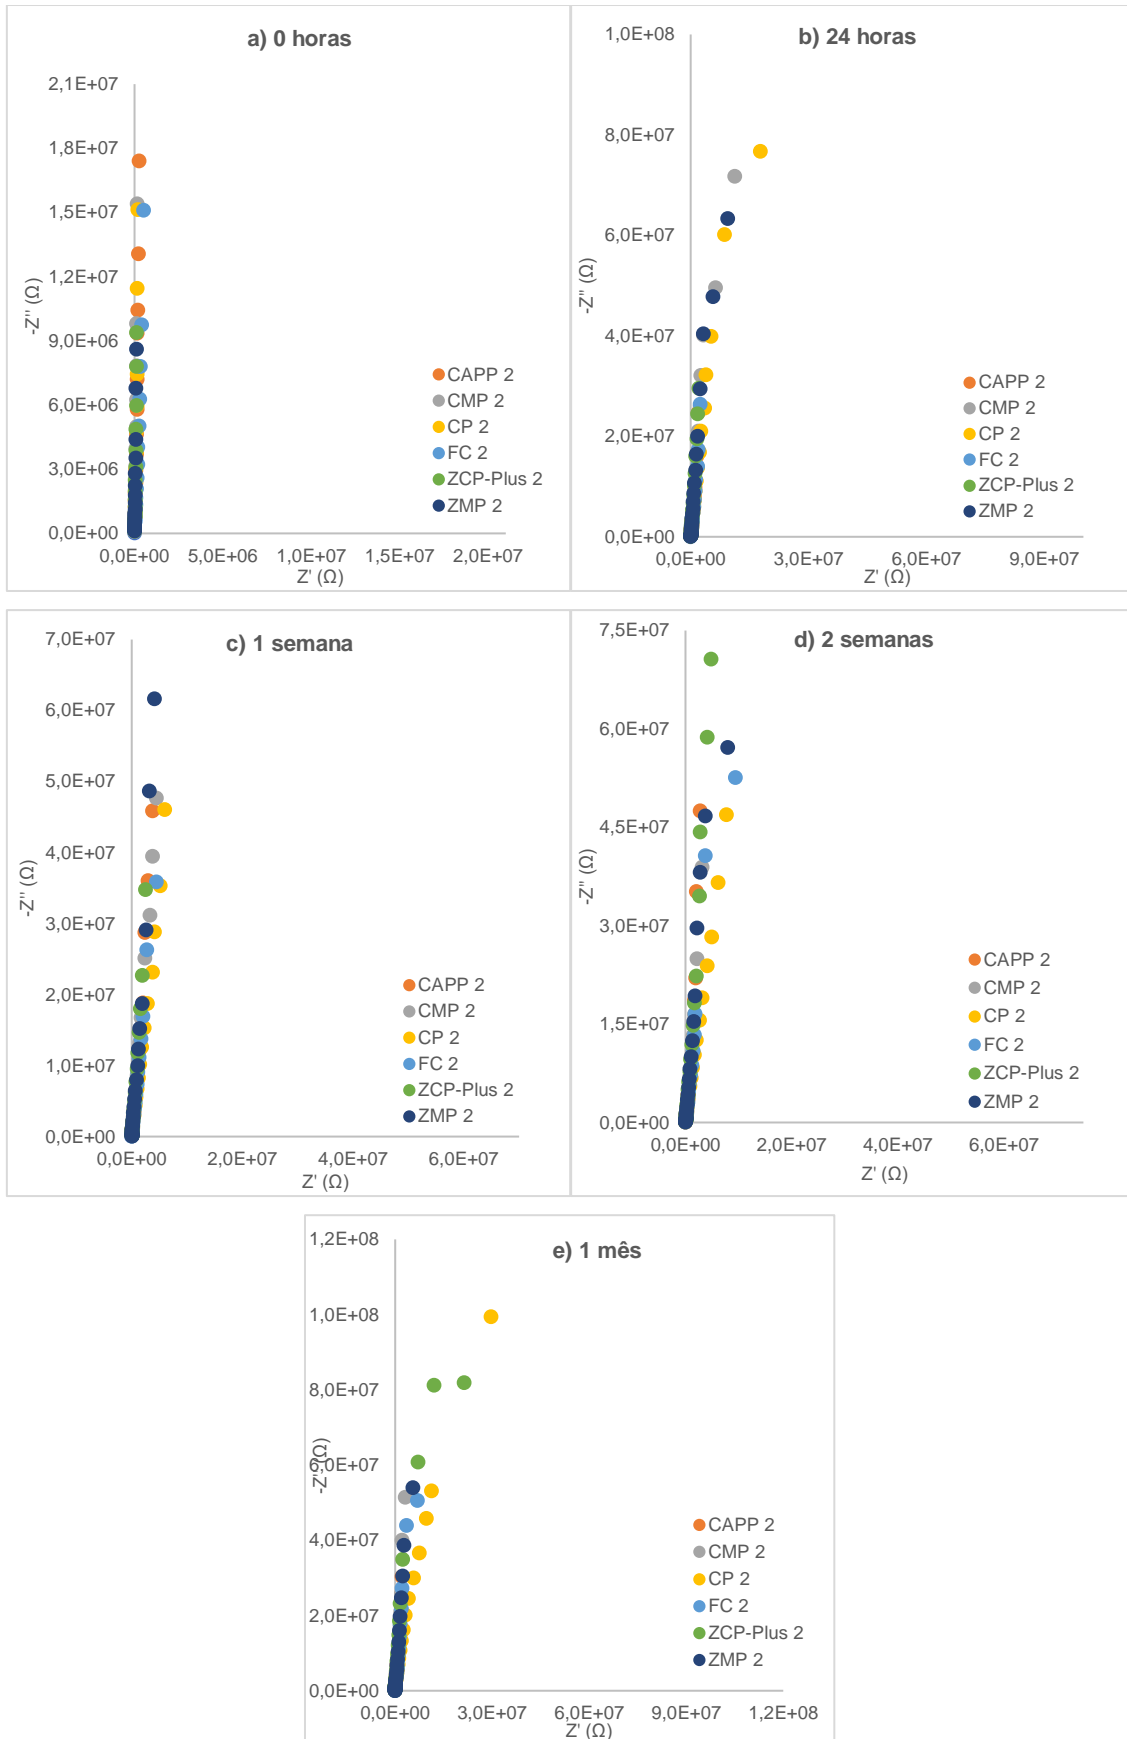 a) 0 horas
2,1E+07
1,8E+07
1,5E+07
1,2E+07
9,0E+06
6,0E+06
3,0E+06
0,0E+00
-Z'' (Ω)
CAPP 2
CMP 2
CP 2
FC 2
ZCP-Plus 2
ZMP 2
0,0E+00 5,0E+06 1,0E+07 1,5E+07 2,0E+07
Z' (Ω)
b) 24 horas
1,0E+08
8,0E+07
6,0E+07
4,0E+07
2,0E+07
0,0E+00
-Z'' (Ω)
CAPP 2
CMP 2
CP 2
FC 2
ZCP-Plus 2
ZMP 2
0,0E+00 3,0E+07 6,0E+07 9,0E+07
Z' (Ω)
c) 1 semana
7,0E+07
6,0E+07
5,0E+07
4,0E+07
3,0E+07
2,0E+07
1,0E+07
0,0E+00
-Z'' (Ω)
CAPP 2
CMP 2
CP 2
FC 2
ZCP-Plus 2
ZMP 2
0,0E+00 2,0E+07 4,0E+07 6,0E+07
Z' (Ω)
d) 2 semanas
7,5E+07
6,0E+07
4,5E+07
3,0E+07
1,5E+07
0,0E+00
-Z'' (Ω)
CAPP 2
CMP 2
CP 2
FC 2
ZCP-Plus 2
ZMP 2
0,0E+00 2,0E+07 4,0E+07 6,0E+07
Z' (Ω)
e) 1 mês
1,2E+08
1,0E+08
8,0E+07
6,0E+07
4,0E+07
2,0E+07
0,0E+00
-Z'' (Ω)
CAPP 2
CMP 2
CP 2
FC 2
ZCP-Plus 2
ZMP 2
0,0E+00 3,0E+07 6,0E+07 9,0E+07 1,2E+08
Z' (Ω)